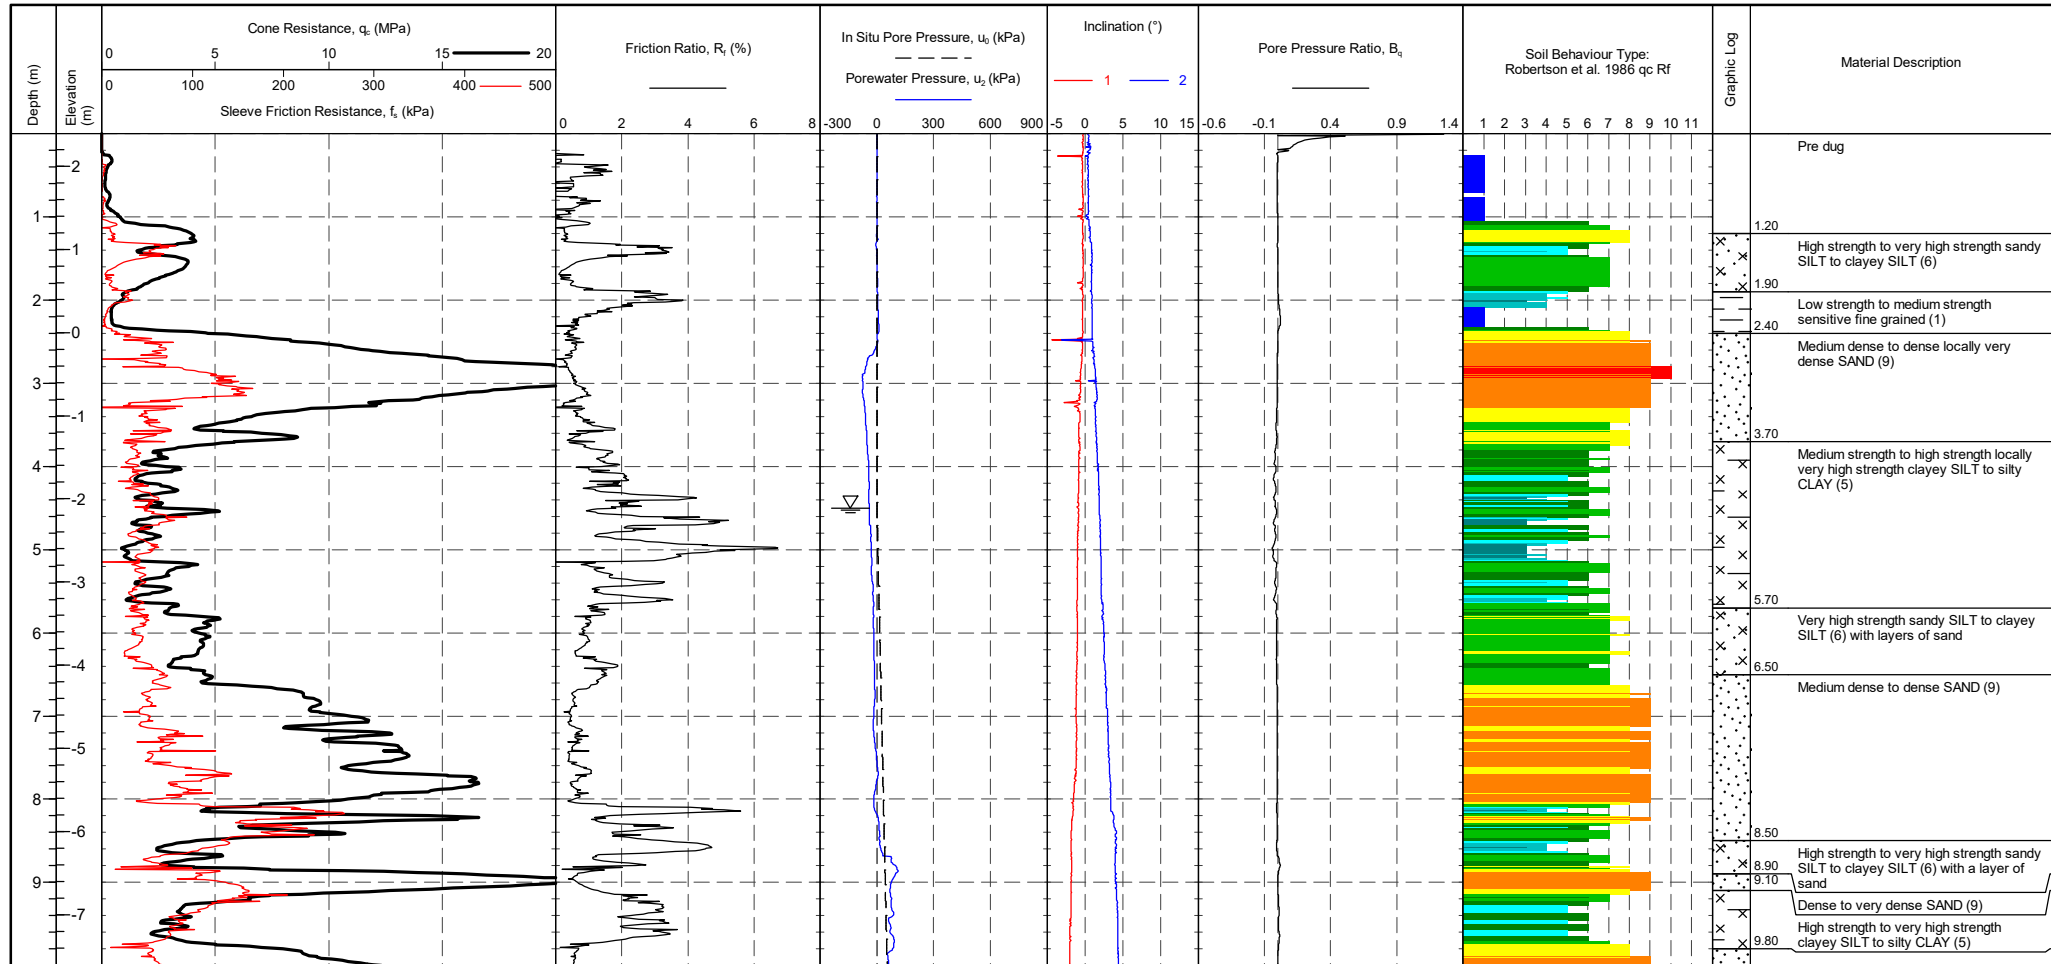 Depth (m)
Elevation (m)
Cone Resistance, qc (MPa)
0 5 10 15 20
0 100 200 300 400 500
Sleeve Friction Resistance, fs (kPa)
Friction Ratio, Rf (%)
0 2 4 6 8
In Situ Pore Pressure, u0 (kPa)
Porewater Pressure, u2 (kPa)
-300 0 300 600 900
Inclination (°)
1 2
-5 0 5 10 15
Pore Pressure Ratio, Bq
-0.6 -0.1 0.4 0.9 1.4
Soil Behaviour Type:
Robertson et al. 1986 qc Rf
1 2 3 4 5 6 7 8 9 10 11
Graphic Log
Material Description
2
1
1
2
0
3
-1
4
-2
5
-3
6
-4
7
-5
8
-6
9
-7
Pre dug
1.20
High strength to very high strength sandy
SILT to clayey SILT (6)
1.90
Low strength to medium strength
sensitive fine grained (1)
2.40
Medium dense to dense locally very
dense SAND (9)
3.70
Medium strength to high strength locally
very high strength clayey SILT to silty
CLAY (5)
5.70
Very high strength sandy SILT to clayey
SILT (6) with layers of sand
6.50
Medium dense to dense SAND (9)
8.50
High strength to very high strength sandy
SILT to clayey SILT (6) with a layer of
sand
8.90
9.10
Dense to very dense SAND (9)
High strength to very high strength
clayey SILT to silty CLAY (5)
9.80